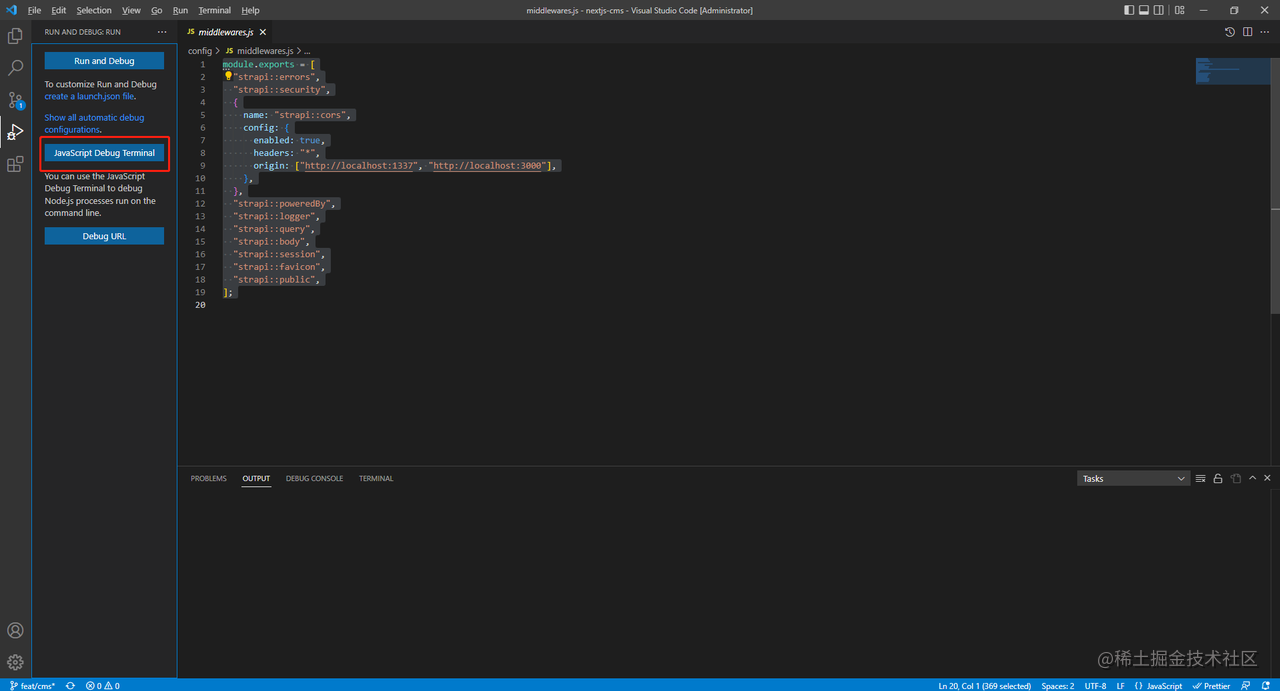 File Edit Selection View Go Run Terminal Help
middlewares.js - nextjs-cms - Visual Studio Code [Administrator]
RUN AND DEBUG: RUN
Run and Debug
To customize Run and Debug
create a launch.json file.
Show all automatic debug
configurations.
JavaScript Debug Terminal
You can use the JavaScript
Debug Terminal to debug
Node.js processes run on the
command line.
Debug URL
1
JS middlewares.js
config > JS middlewares.js > ...
1 module.exports = [
2 "strapi::errors",
3 "strapi::security",
4 {
5 name: "strapi::cors",
6 config: {
7 enabled: true,
8 headers: "*",
9 origin: ["http://localhost:1337", "http://localhost:3000"],
10 },
11 },
12 "strapi::poweredBy",
13 "strapi::logger",
14 "strapi::query",
15 "strapi::body",
16 "strapi::session",
17 "strapi::favicon",
18 "strapi::public",
19 ];
20
PROBLEMS OUTPUT DEBUG CONSOLE TERMINAL
Tasks
@稀土掘金技术社区
feat/cms* 0 0
Ln 20, Col 1 (369 selected) Spaces: 2 UTF-8 LF {} JavaScript Prettier